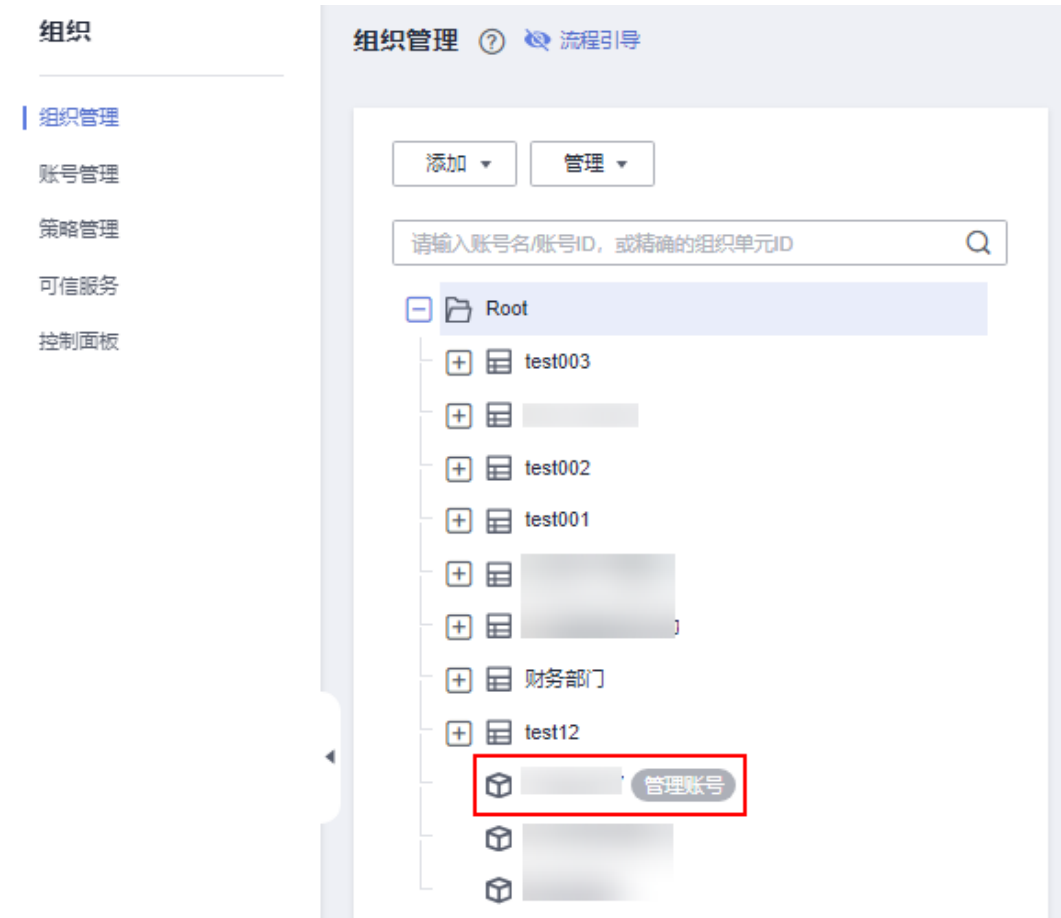 组织
组织管理
账号管理
策略管理
可信服务
控制面板
组织管理 ? 流程引导
添加 管理
请输入账号名/账号ID，或精确的组织单元ID
Root
test003
test002
test001
财务部门
test12
管理账号